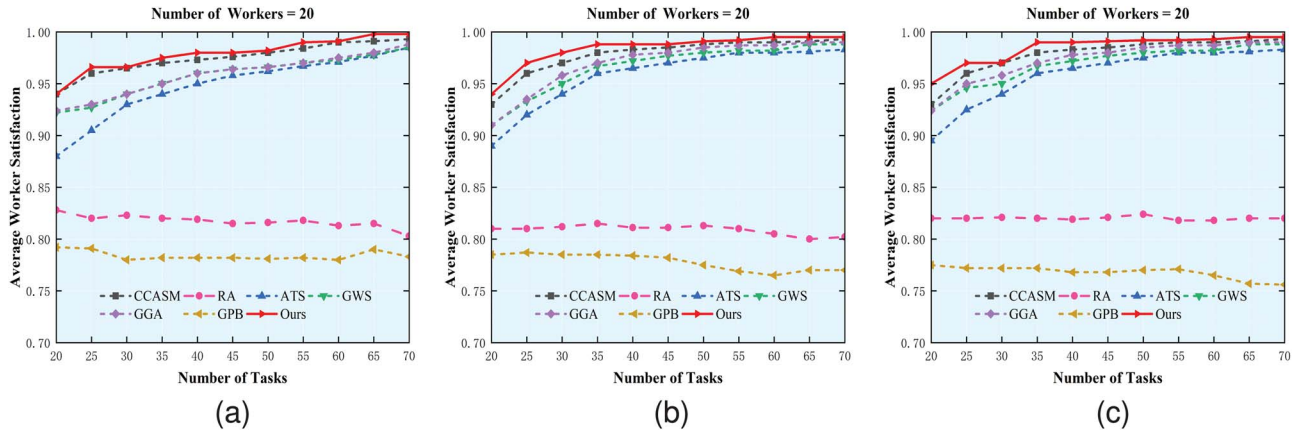 Number of Workers = 20
Average Worker Satisfaction
1.00
0.95
0.90
0.85
0.80
0.75
0.70
CCASM RA ATS GWS
GGA GPB Ours
20 25 30 35 40 45 50 55 60 65 70
Number of Tasks
(a)
Number of Workers = 20
Average Worker Satisfaction
1.00
0.95
0.90
0.85
0.80
0.75
0.70
CCASM RA ATS GWS
GGA GPB Ours
20 25 30 35 40 45 50 55 60 65 70
Number of Tasks
(b)
Number of Workers = 20
Average Worker Satisfaction
1.00
0.95
0.90
0.85
0.80
0.75
0.70
CCASM RA ATS GWS
GGA GPB Ours
20 25 30 35 40 45 50 55 60 65 70
Number of Tasks
(c)